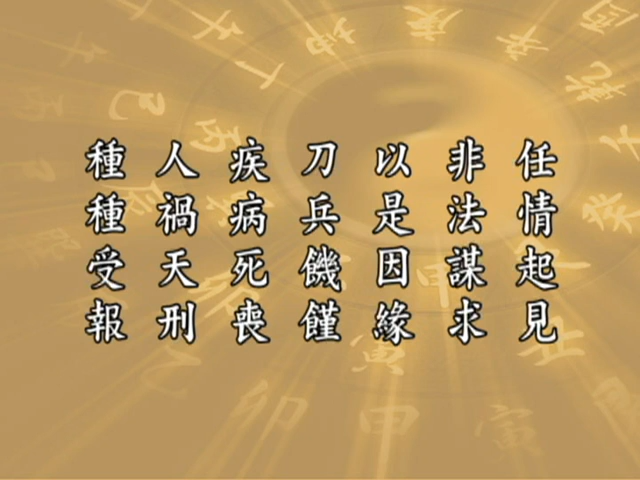 任情起見
非法謀求
以是因緣
刀兵饑饉
疾病死喪
人禍天刑
種種受報